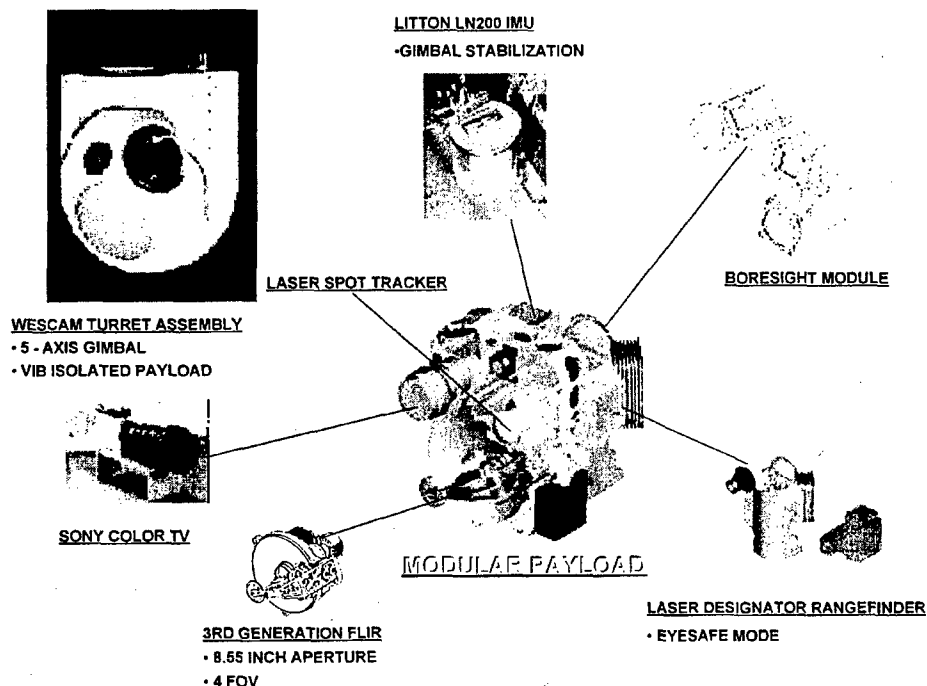 LITTON LN200 IMU
•GIMBAL STABILIZATION
BORESIGHT MODULE
LASER SPOT TRACKER
WESCAM TURRET ASSEMBLY
• 5 - AXIS GIMBAL
• VIB ISOLATED PAYLOAD
SONY COLOR TV
MODULAR PAYLOAD
3RD GENERATION FLIR
• 8.55 INCH APERTURE
• 4 FOV
LASER DESIGNATOR RANGEFINDER
• EYESAFE MODE